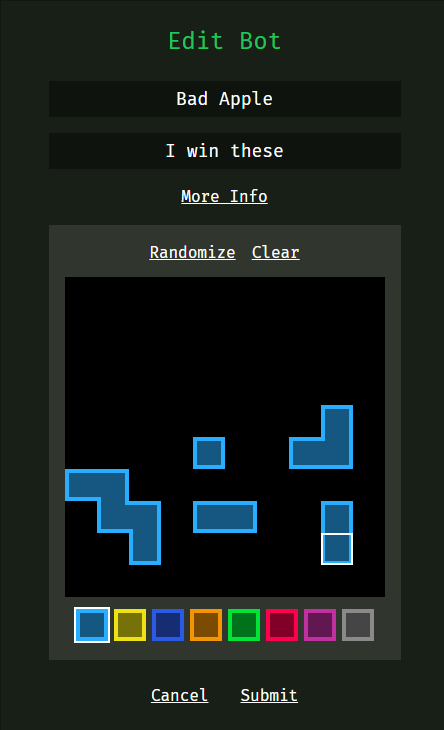 Edit Bot
Bad Apple
I win these
More Info
Randomize Clear
Cancel Submit